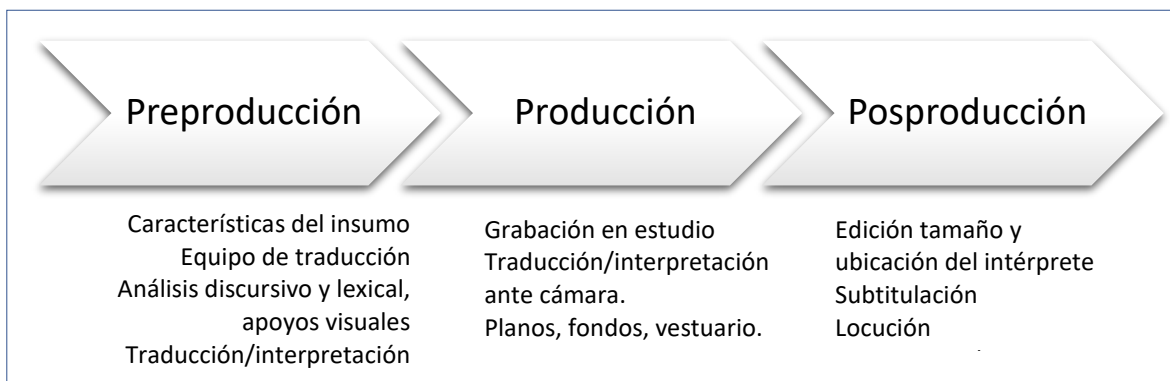 Preproducción
Producción
Posproducción
Características del insumo
Equipo de traducción
Análisis discursivo y lexical,
apoyos visuales
Traducción/interpretación
Grabación en estudio
Traducción/interpretación
ante cámara.
Planos, fondos, vestuario.
Edición tamaño y
ubicación del intérprete
Subtitulación
Locución